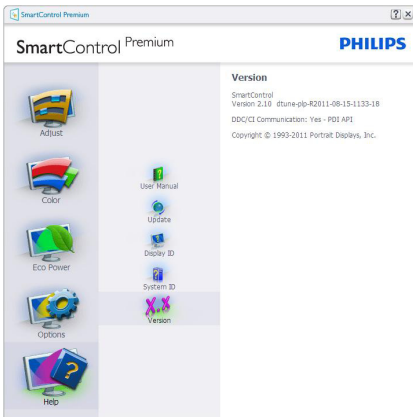 SmartControl Premium
SmartControl Premium
PHILIPS
Adjust
Color
Eco Power
Options
Help
User Manual
Update
Display ID
System ID
X.X
Version
Version
SmartControl
Version 2.10 dtune-plp-R2011-08-15-1133-18
DDC/CI Communication: Yes - PDI API
Copyright © 1993-2011 Portrait Displays, Inc.